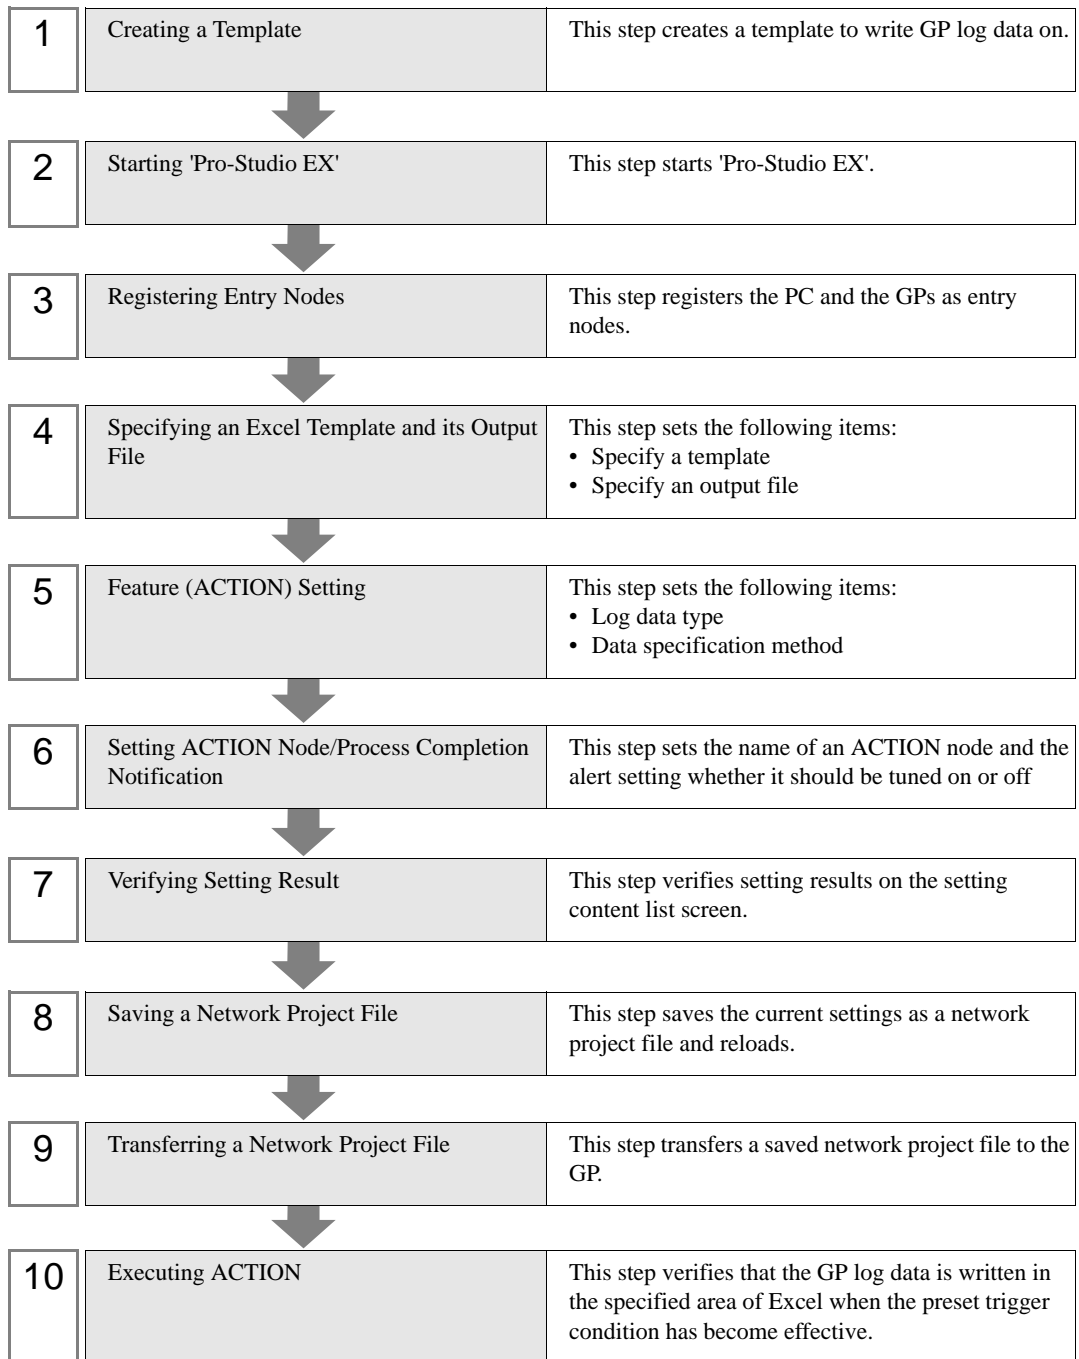 1
Creating a Template
This step creates a template to write GP log data on.
2
Starting 'Pro-Studio EX'
This step starts 'Pro-Studio EX'.
3
Registering Entry Nodes
This step registers the PC and the GPs as entry
nodes.
4
Specifying an Excel Template and its Output
File
This step sets the following items:
• Specify a template
• Specify an output file
5
Feature (ACTION) Setting
This step sets the following items:
• Log data type
• Data specification method
6
Setting ACTION Node/Process Completion
Notification
This step sets the name of an ACTION node and the
alert setting whether it should be tuned on or off
7
Verifying Setting Result
This step verifies setting results on the setting
content list screen.
8
Saving a Network Project File
This step saves the current settings as a network
project file and reloads.
9
Transferring a Network Project File
This step transfers a saved network project file to the
GP.
10
Executing ACTION
This step verifies that the GP log data is written in
the specified area of Excel when the preset trigger
condition has become effective.